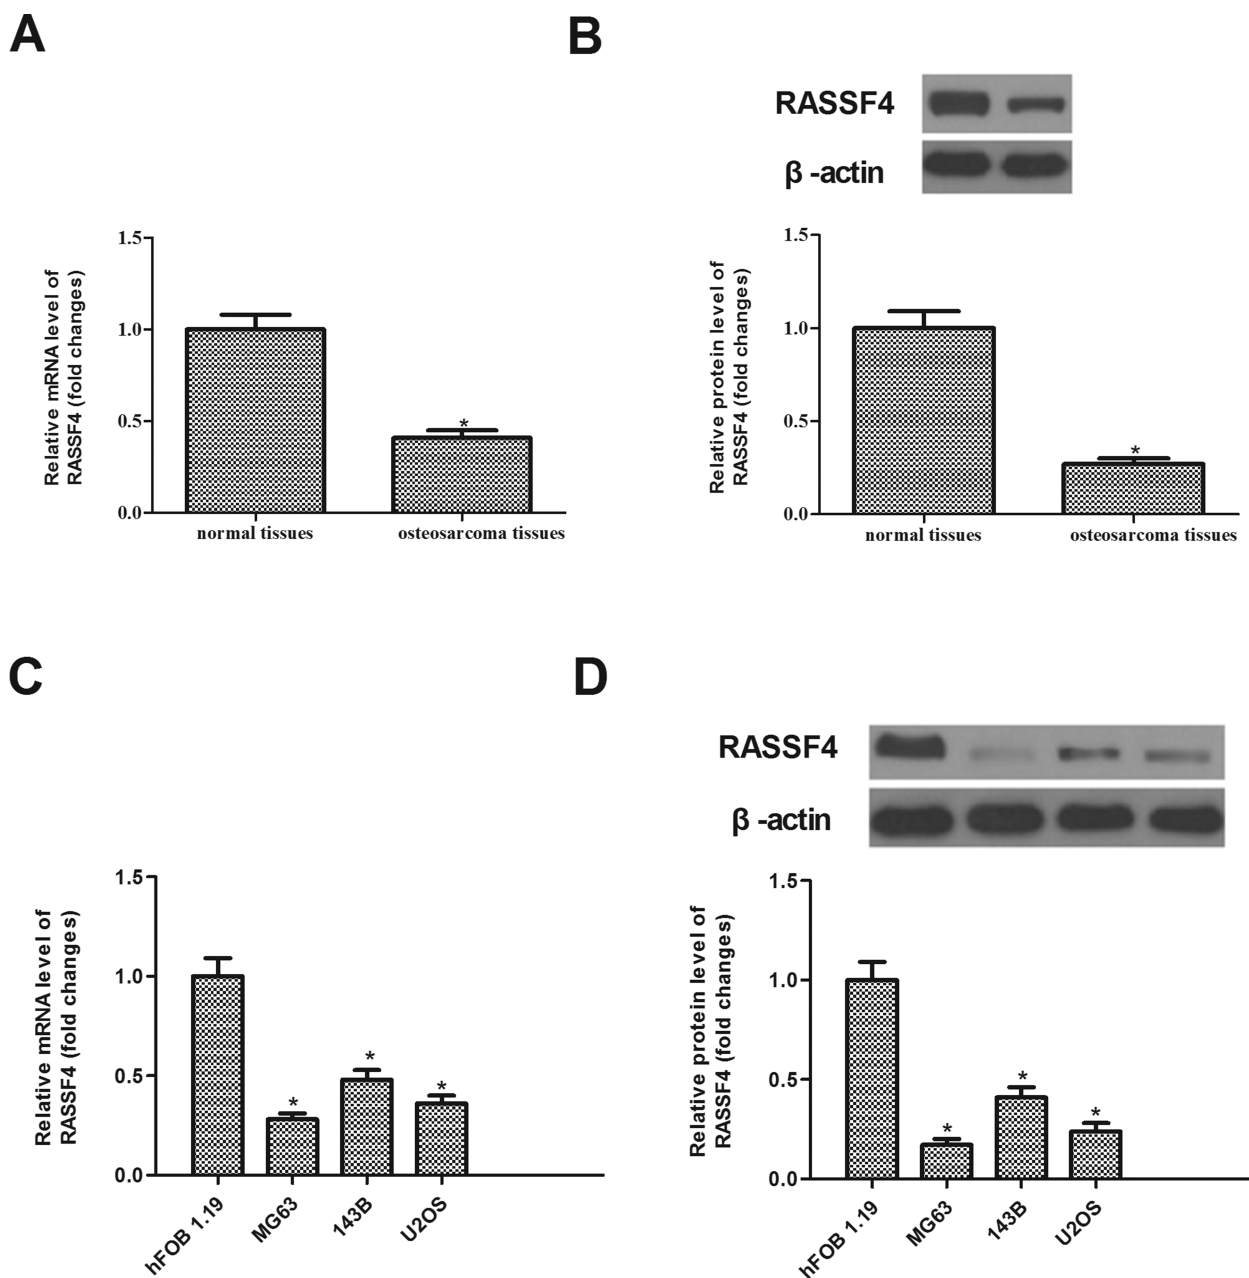 A
Relative mRNA level of
RASSF4 (fold changes)
1.5
1.0
0.5
0.0
*
normal tissues
osteosarcoma tissues
B
RASSF4
β -actin
Relative protein level of
RASSF4 (fold changes)
1.5
1.0
0.5
0.0
*
normal tissues
osteosarcoma tissues
C
Relative mRNA level of
RASSF4 (fold changes)
1.5
1.0
0.5
0.0
*
*
*
hFOB 1.19
MG63
143B
U2OS
D
RASSF4
β -actin
Relative protein level of
RASSF4 (fold changes)
1.5
1.0
0.5
0.0
*
*
*
hFOB 1.19
MG63
143B
U2OS